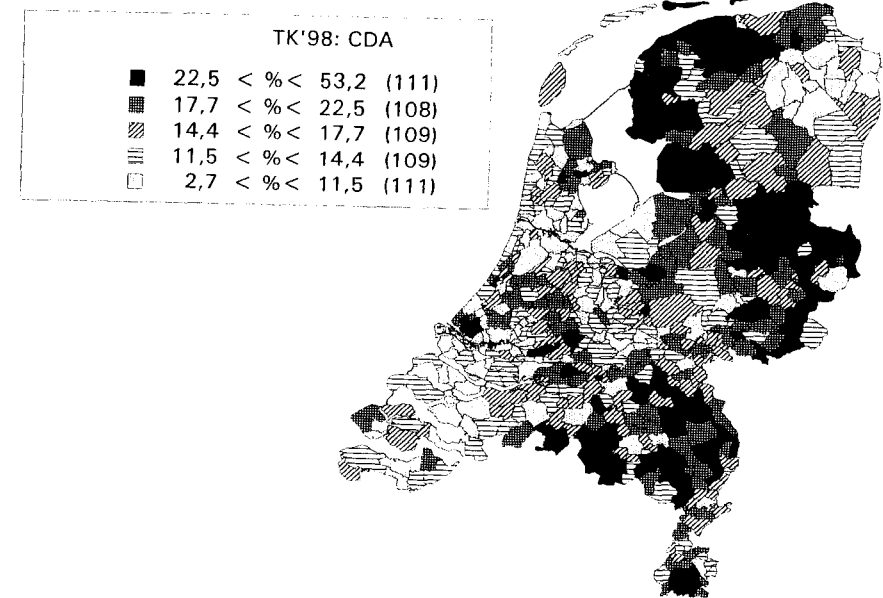 TK'98: CDA
22,5 < %< 53,2 (111)
17,7 < %< 22,5 (108)
14,4 < %< 17,7 (109)
11,5 < %< 14,4 (109)
2,7 < %< 11,5 (111)